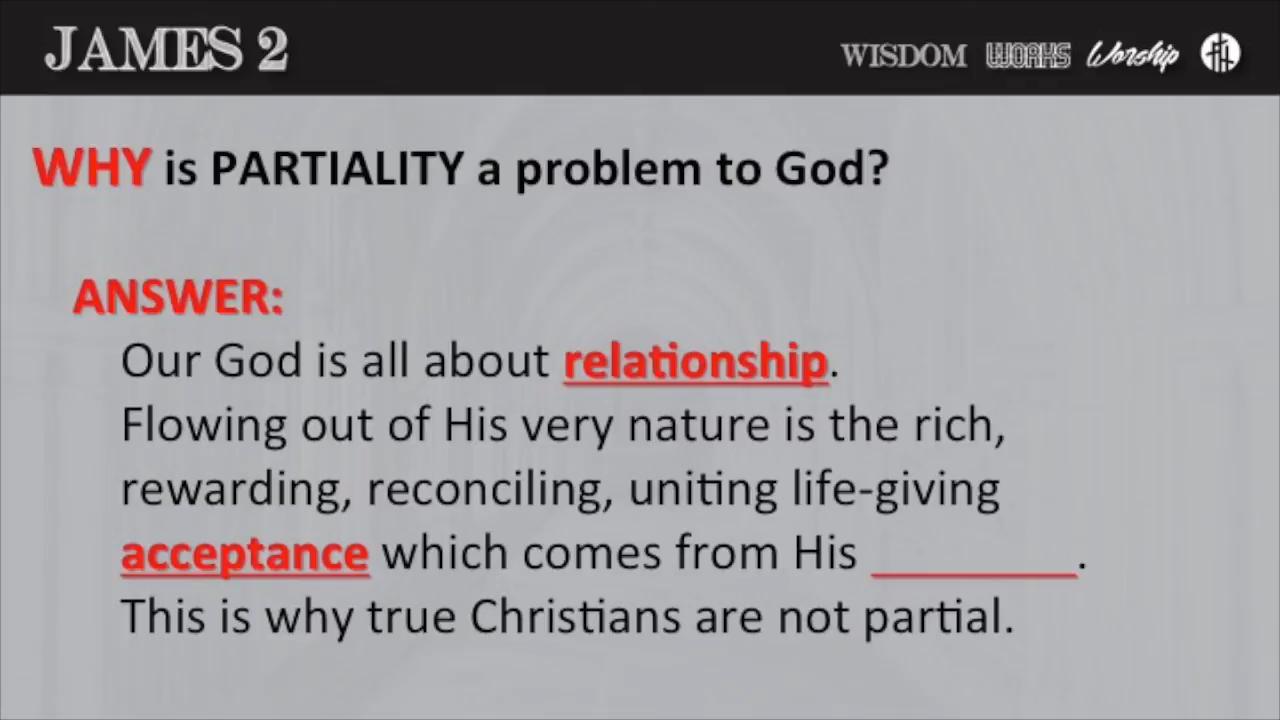 JAMES 2
WISDOM WORKS Worship
WHY is PARTIALITY a problem to God?
ANSWER:
Our God is all about relationship.
Flowing out of His very nature is the rich,
rewarding, reconciling, uniting life-giving
acceptance which comes from His ________.
This is why true Christians are not partial.